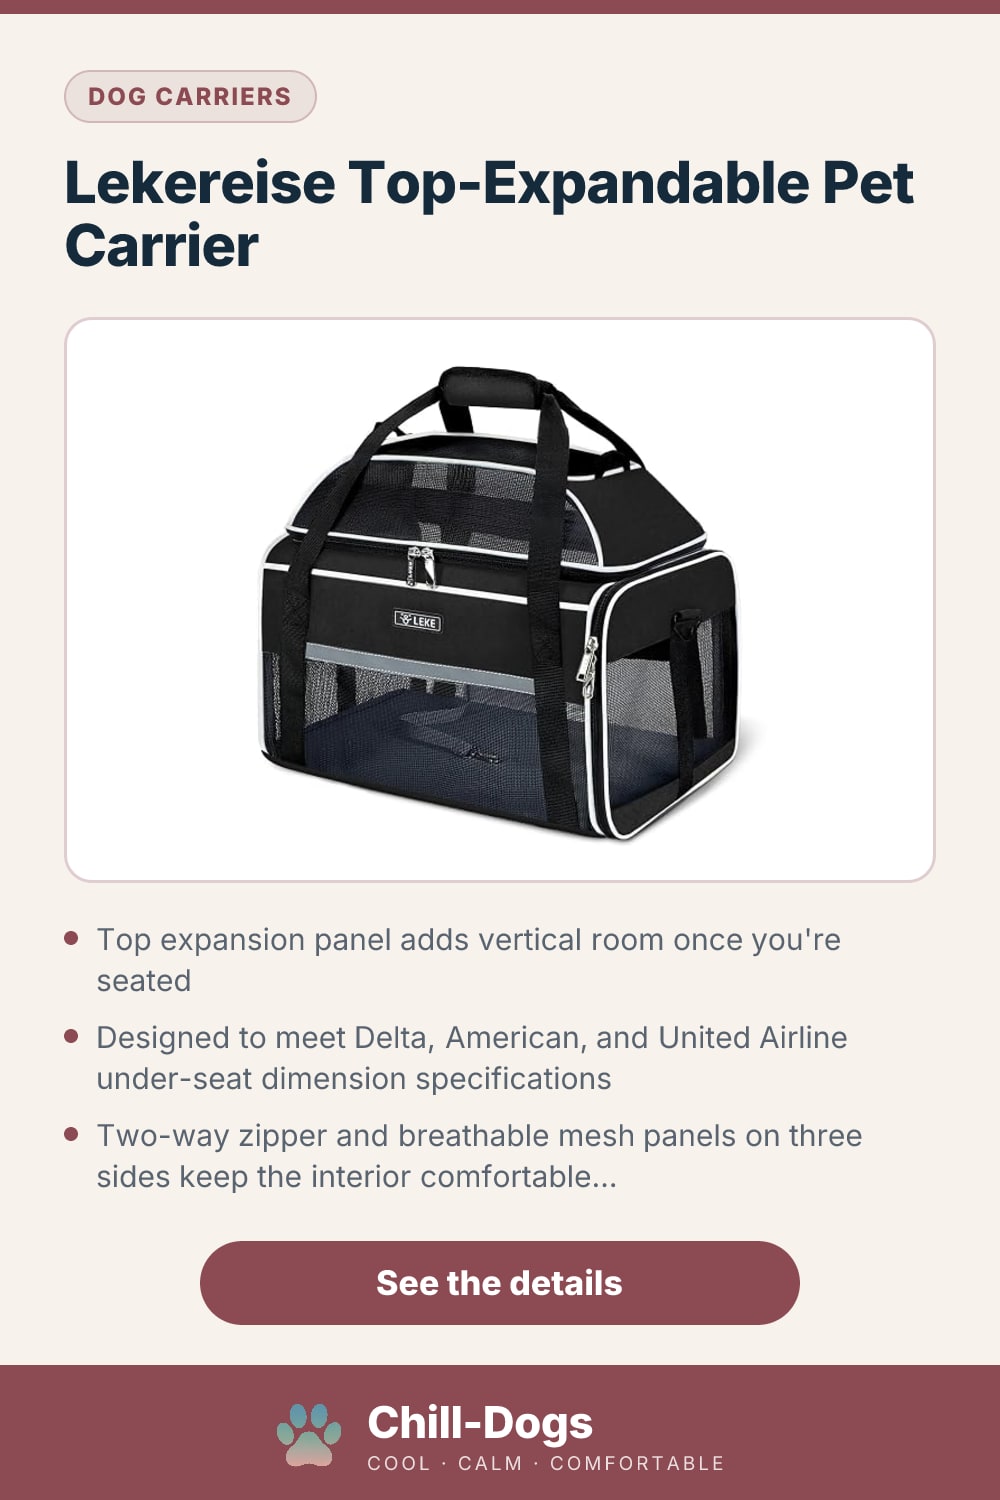 DOG CARRIERS
Lekereise Top-Expandable Pet
Carrier
LEKE
Top expansion panel adds vertical room once you're
seated
Designed to meet Delta, American, and United Airline
under-seat dimension specifications
Two-way zipper and breathable mesh panels on three
sides keep the interior comfortable...
See the details
Chill-Dogs
COOL · CALM · COMFORTABLE